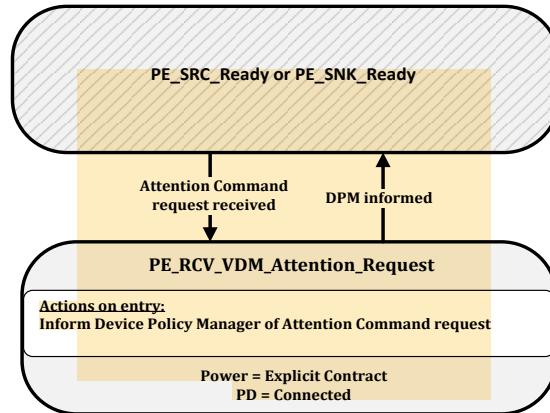 PE_SRC_Ready or PE_SNK_Ready
Attention Command
request received
DPM informed
PE_RCV_VDM_Attention_Request
Actions on entry:
Inform Device Policy Manager of Attention Command request
Power = Explicit Contract
PD = Connected